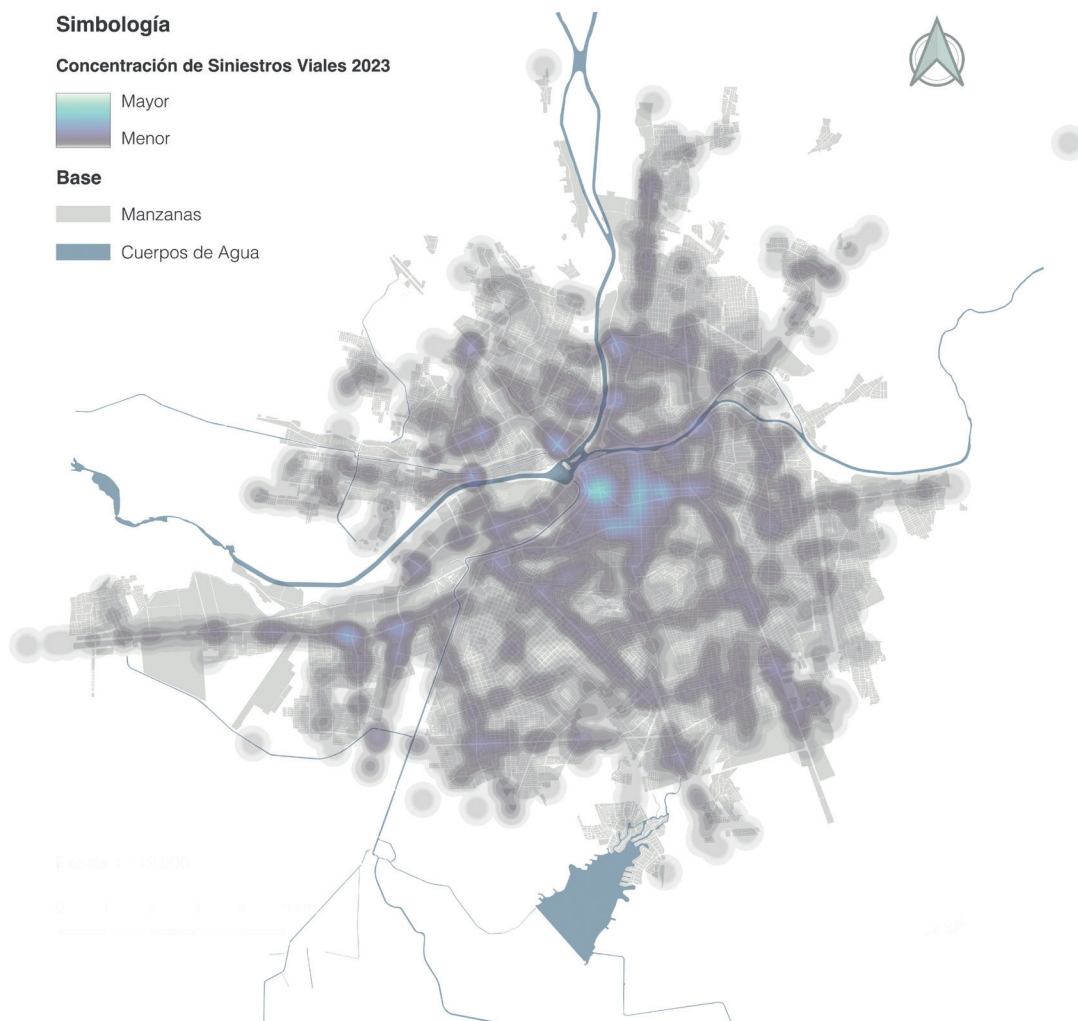 Simbología
Concentración de Siniestros Viales 2023
Mayor
Menor
Base
Manzanas
Cuerpos de Agua